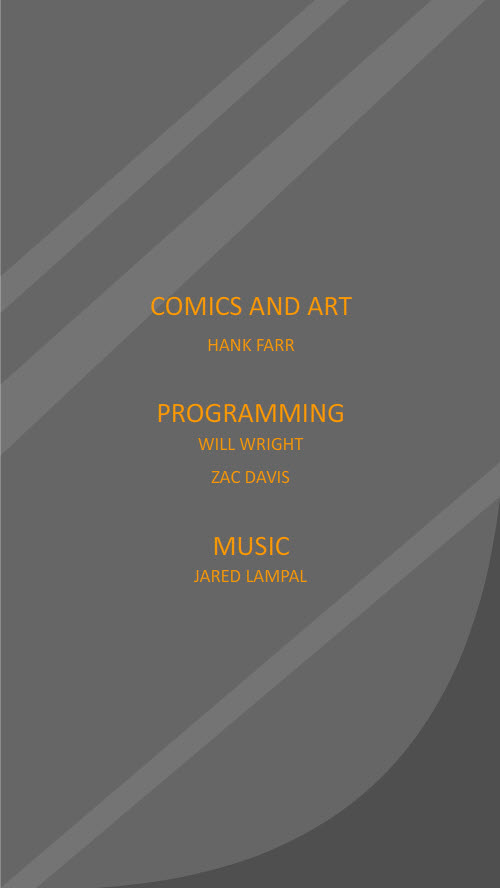 COMICS AND ART
HANK FARR
PROGRAMMING
WILL WRIGHT
ZAC DAVIS
MUSIC
JARED LAMPAL